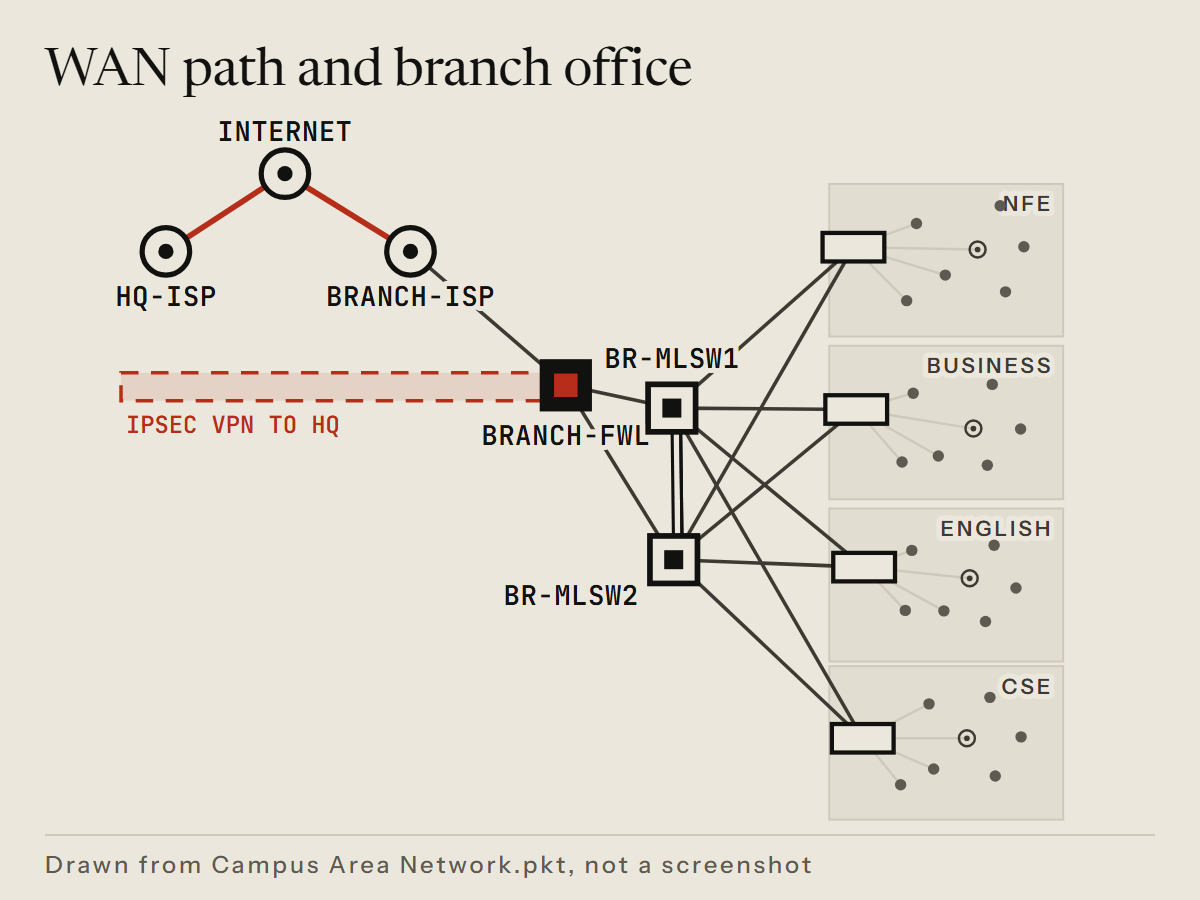 WAN path and branch office
INTERNET
HQ-ISP
BRANCH-ISP
NFE
BR-MLSW1
BUSINESS
IPSEC VPN TO HQ
BRANCH-FWL
ENGLISH
BR-MLSW2
CSE
Drawn from Campus Area Network.pkt, not a screenshot